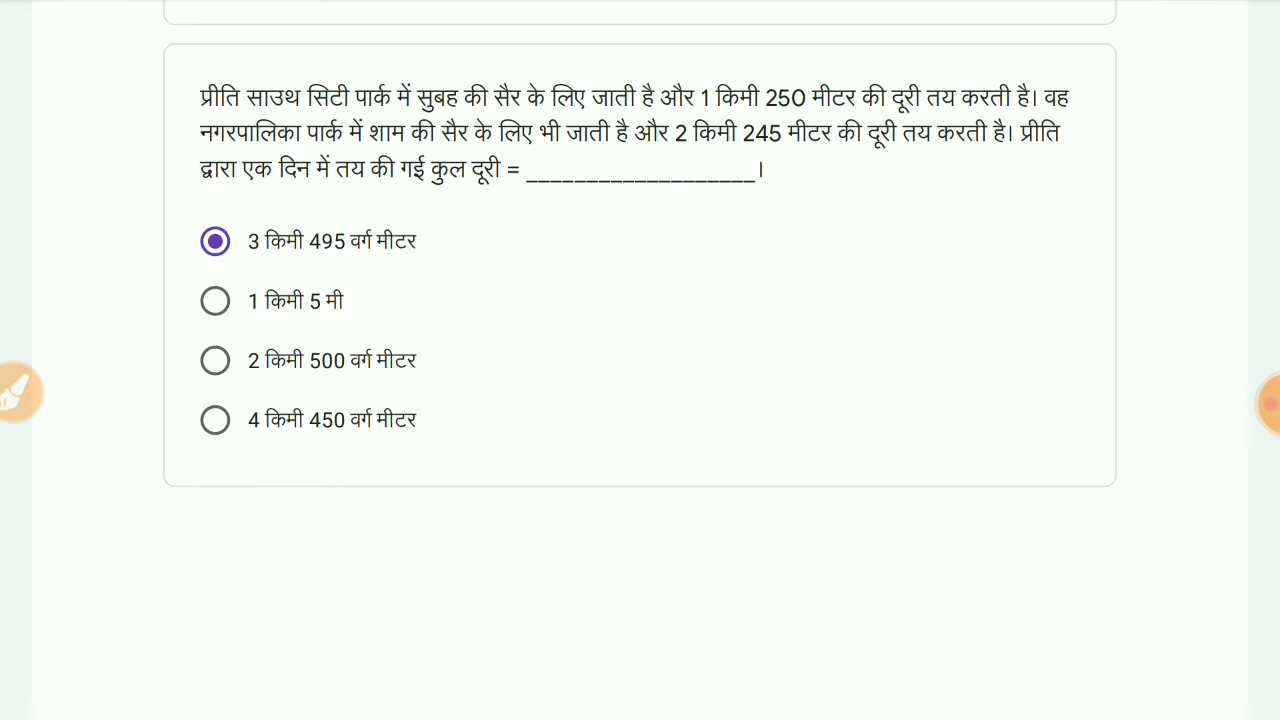 प्रीति साउथ सिटी पार्क में सुबह की सैर के लिए जाती है और 1 किमी 250 मीटर की दूरी तय करती है। वह
नगरपालिका पार्क में शाम की सैर के लिए भी जाती है और 2 किमी 245 मीटर की दूरी तय करती है। प्रीति
द्वारा एक दिन में तय की गई कुल दूरी = ___________________।
3 किमी 495 वर्ग मीटर
1 किमी 5 मी
2 किमी 500 वर्ग मीटर
4 किमी 450 वर्ग मीटर